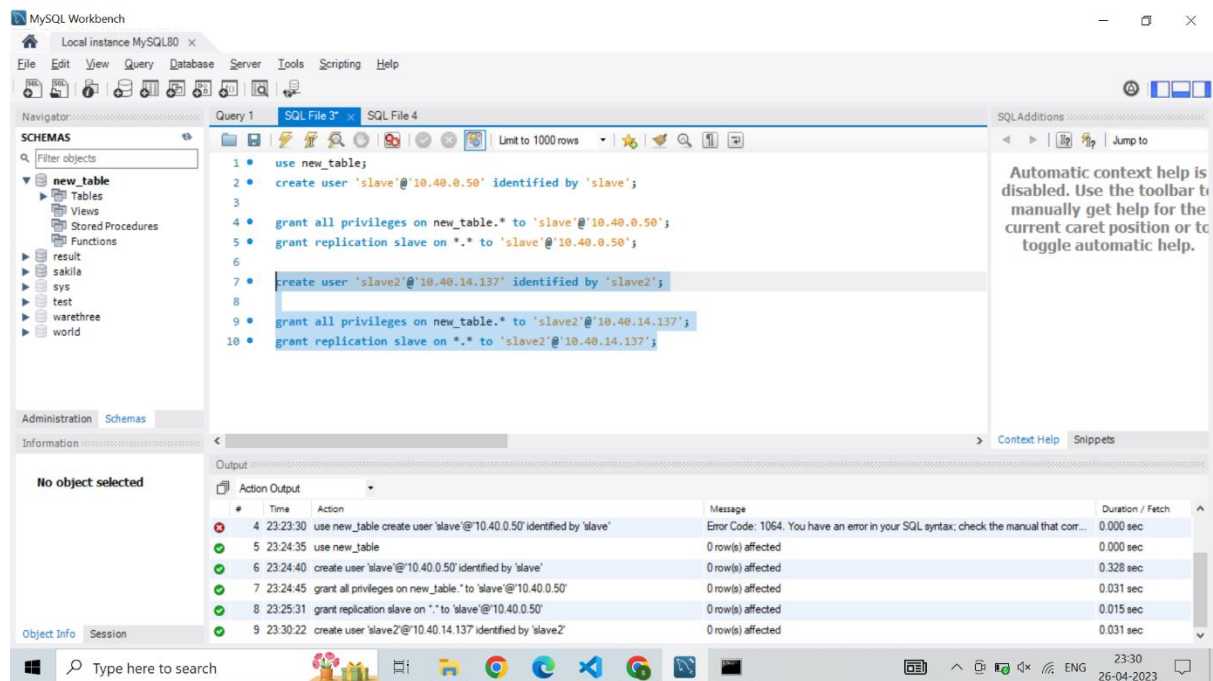 MySQL Workbench
Local instance MySQL80
File Edit View Query Database Server Tools Scripting Help
Navigator
SCHEMAS
Filter objects
new_table
Tables
Views
Stored Procedures
Functions
result
sakila
sys
test
warethree
world
Administration Schemas
Information
No object selected
Object Info Session
Query 1 SQL File 3* SQL File 4
Limit to 1000 rows
1 use new_table;
2 create user 'slave'@'10.40.0.50' identified by 'slave';
3
4 grant all privileges on new_table.* to 'slave'@'10.40.0.50';
5 grant replication slave on *.* to 'slave'@'10.40.0.50';
6
7 create user 'slave2'@'10.40.14.137' identified by 'slave2';
8
9 grant all privileges on new_table.* to 'slave2'@'10.40.14.137';
10 grant replication slave on *.* to 'slave2'@'10.40.14.137';
SQLAdditions
Jump to
Automatic context help is
disabled. Use the toolbar to
manually get help for the
current caret position or to
toggle automatic help.
Context Help Snippets
Output
Action Output
# Time Action Message Duration / Fetch
4 23:23:30 use new_table create user 'slave'@'10.40.0.50' identified by 'slave' Error Code: 1064. You have an error in your SQL syntax; check the manual that corr... 0.000 sec
5 23:24:35 use new_table 0 row(s) affected 0.000 sec
6 23:24:40 create user 'slave'@'10.40.0.50' identified by 'slave' 0 row(s) affected 0.328 sec
7 23:24:45 grant all privileges on new_table.* to 'slave'@'10.40.0.50' 0 row(s) affected 0.031 sec
8 23:25:31 grant replication slave on *.* to 'slave'@'10.40.0.50' 0 row(s) affected 0.015 sec
9 23:30:22 create user 'slave2'@'10.40.14.137' identified by 'slave2' 0 row(s) affected 0.031 sec
Type here to search
ENG
23:30
26-04-2023